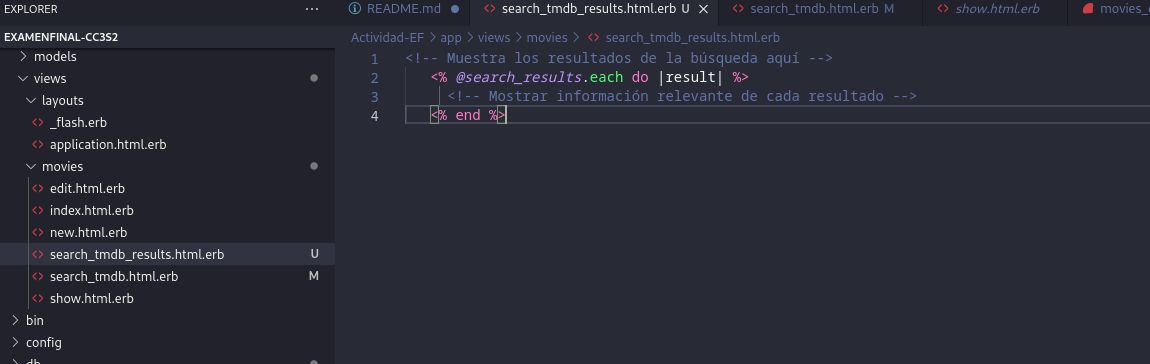 EXPLORER ···
README.md
search_tmdb_results.html.erb U
search_tmdb.html.erb M
show.html.erb
movies_
EXAMENFINAL-CC3S2
Actividad-EF > app > views > movies > search_tmdb_results.html.erb
models
views
layouts
_flash.erb
application.html.erb
movies
edit.html.erb
index.html.erb
new.html.erb
search_tmdb_results.html.erb U
search_tmdb.html.erb M
show.html.erb
bin
config
db
1 <!-- Muestra los resultados de la búsqueda aquí -->
2 <% @search_results.each do |result| %>
3 <!-- Mostrar información relevante de cada resultado -->
4 <% end %>